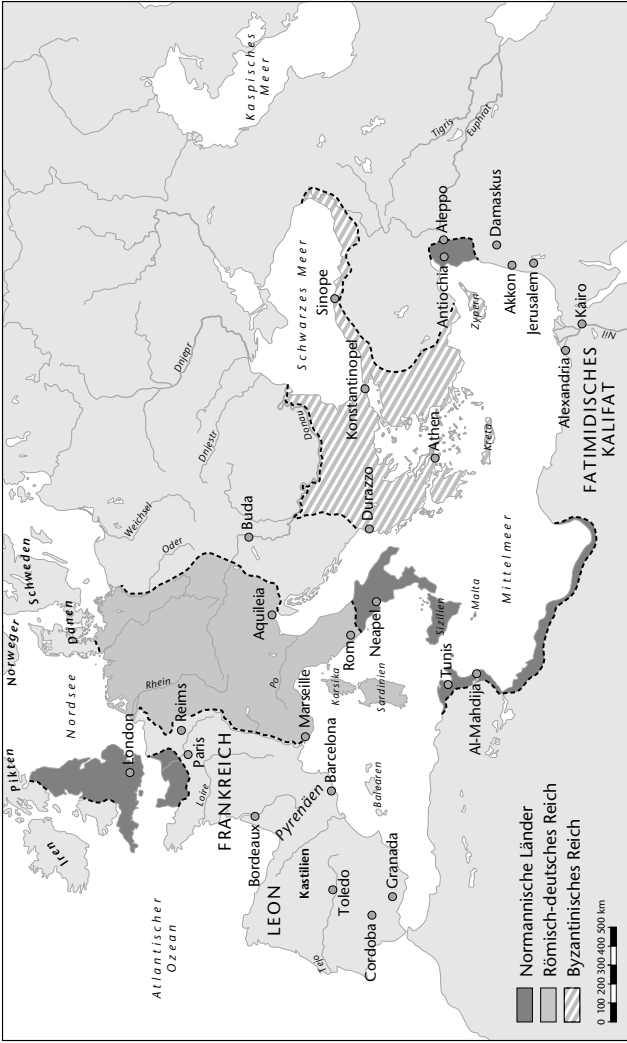 Norweger
Schweden
Pikten
Dänen
Nordsee
Iren
London
Weichsel
Oder
Rhein
Dnjepr
Dnjestr
Kaspisches
Meer
Atlantischer
Ozean
Reims
Paris
Loire
FRANKREICH
Buda
Aquileia
Po
Donau
Schwarzes Meer
Sinope
Bordeaux
Pyrenäen
Marseille
LEON
Kastilien
Barcelona
Korsika
Rom
Neapel
Sardinien
Durazzo
Konstantinopel
Tejo
Toledo
Cordoba
Granada
Balearen
Athen
Kreta
Tigris
Euphrat
Antiochia
Aleppo
Zypern
Damaskus
Akkon
Jerusalem
Tunis
Al-Mahdija
Sizilien
Malta
Mittelmeer
Alexandria
Kairo
Nil
FATIMIDISCHES
KALIFAT
Normannische Länder
Römisch-deutsches Reich
Byzantinisches Reich
0 100 200 300 400 500 km